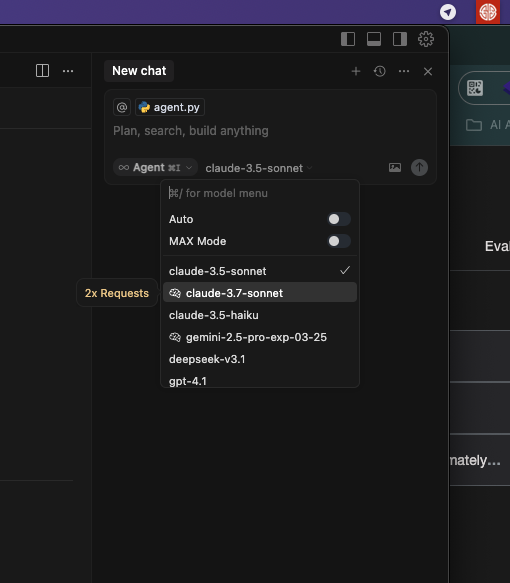 New chat
@ agent.py
Plan, search, build anything
∞ Agent ⌘I claude-3.5-sonnet
⌘/ for model menu
Auto
MAX Mode
claude-3.5-sonnet
2x Requests
claude-3.7-sonnet
claude-3.5-haiku
gemini-2.5-pro-exp-03-25
deepseek-v3.1
gpt-4.1
AI A
Eval
mately...